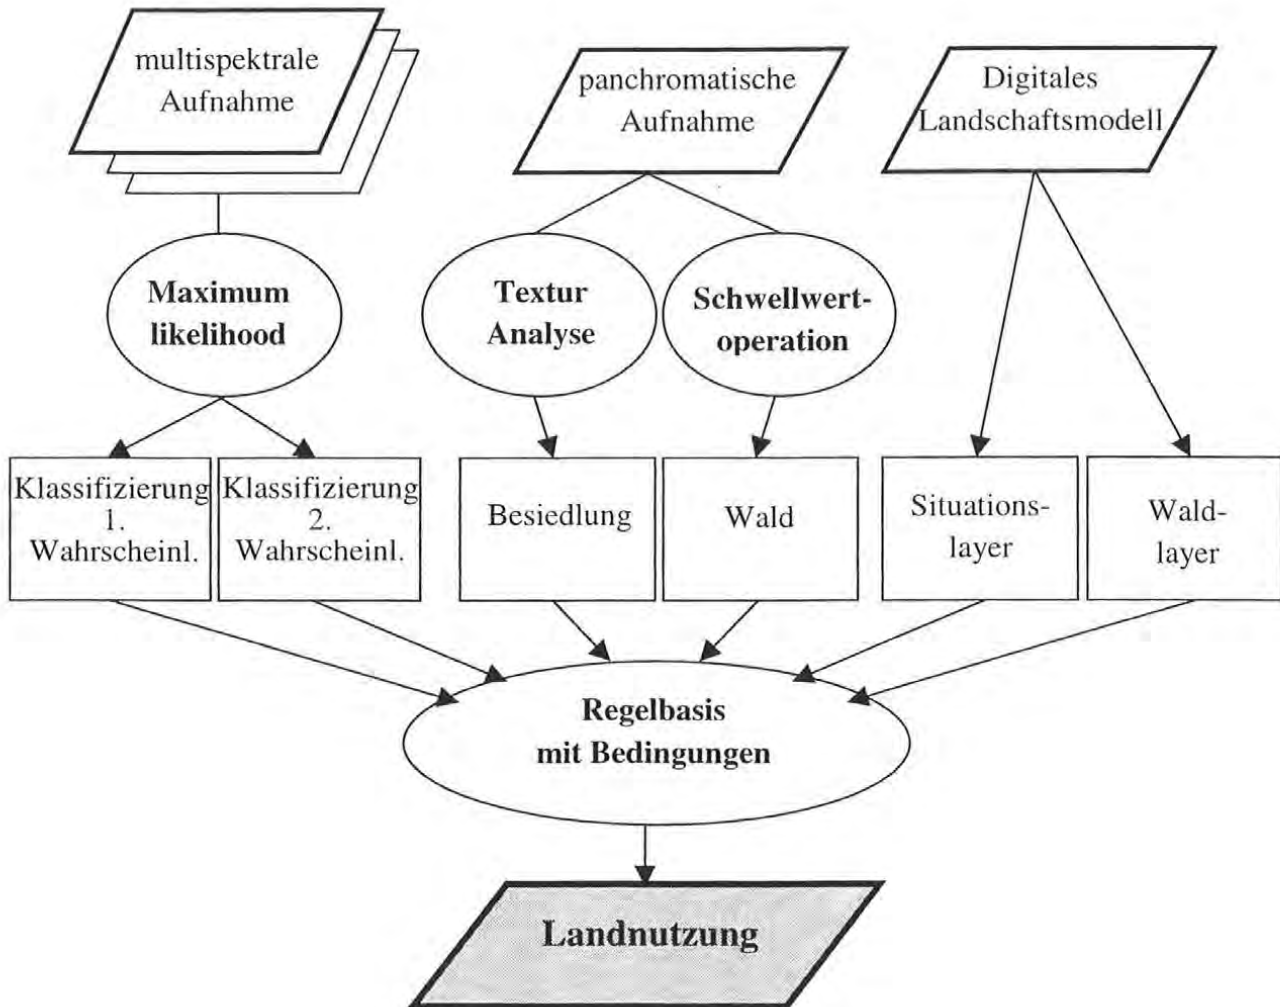 multispektrale
Aufnahme
panchromatische
Aufnahme
Digitales
Landschaftsmodell
Maximum
likelihood
Textur
Analyse
Schwellwert-
operation
Klassifizierung
1.
Wahrscheinl.
Klassifizierung
2.
Wahrscheinl.
Besiedlung
Wald
Situations-
layer
Wald-
layer
Regelbasis
mit Bedingungen
Landnutzung